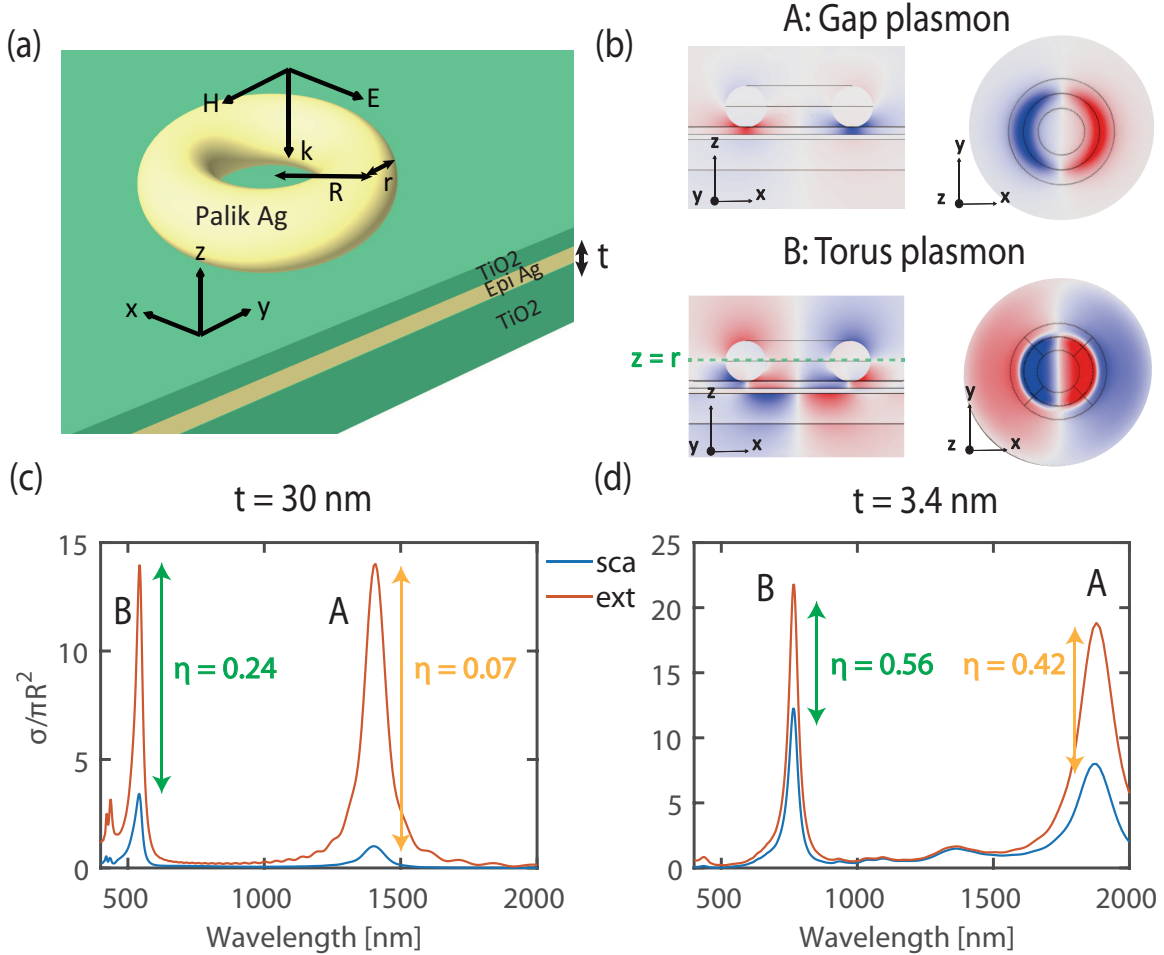 (a)
H
E
k
R
r
Palik Ag
z
x
y
t
TiO2
Epi Ag
TiO2
(b)
A: Gap plasmon
z
y
x
y
z
x
B: Torus plasmon
z = r
z
y
x
y
z
x
(c)
t = 30 nm
σ/πR²
15
10
5
0
B
A
η = 0.24
η = 0.07
500
1000
1500
2000
Wavelength [nm]
sca
ext
(d)
t = 3.4 nm
25
20
15
10
5
0
B
A
η = 0.56
η = 0.42
500
1000
1500
2000
Wavelength [nm]